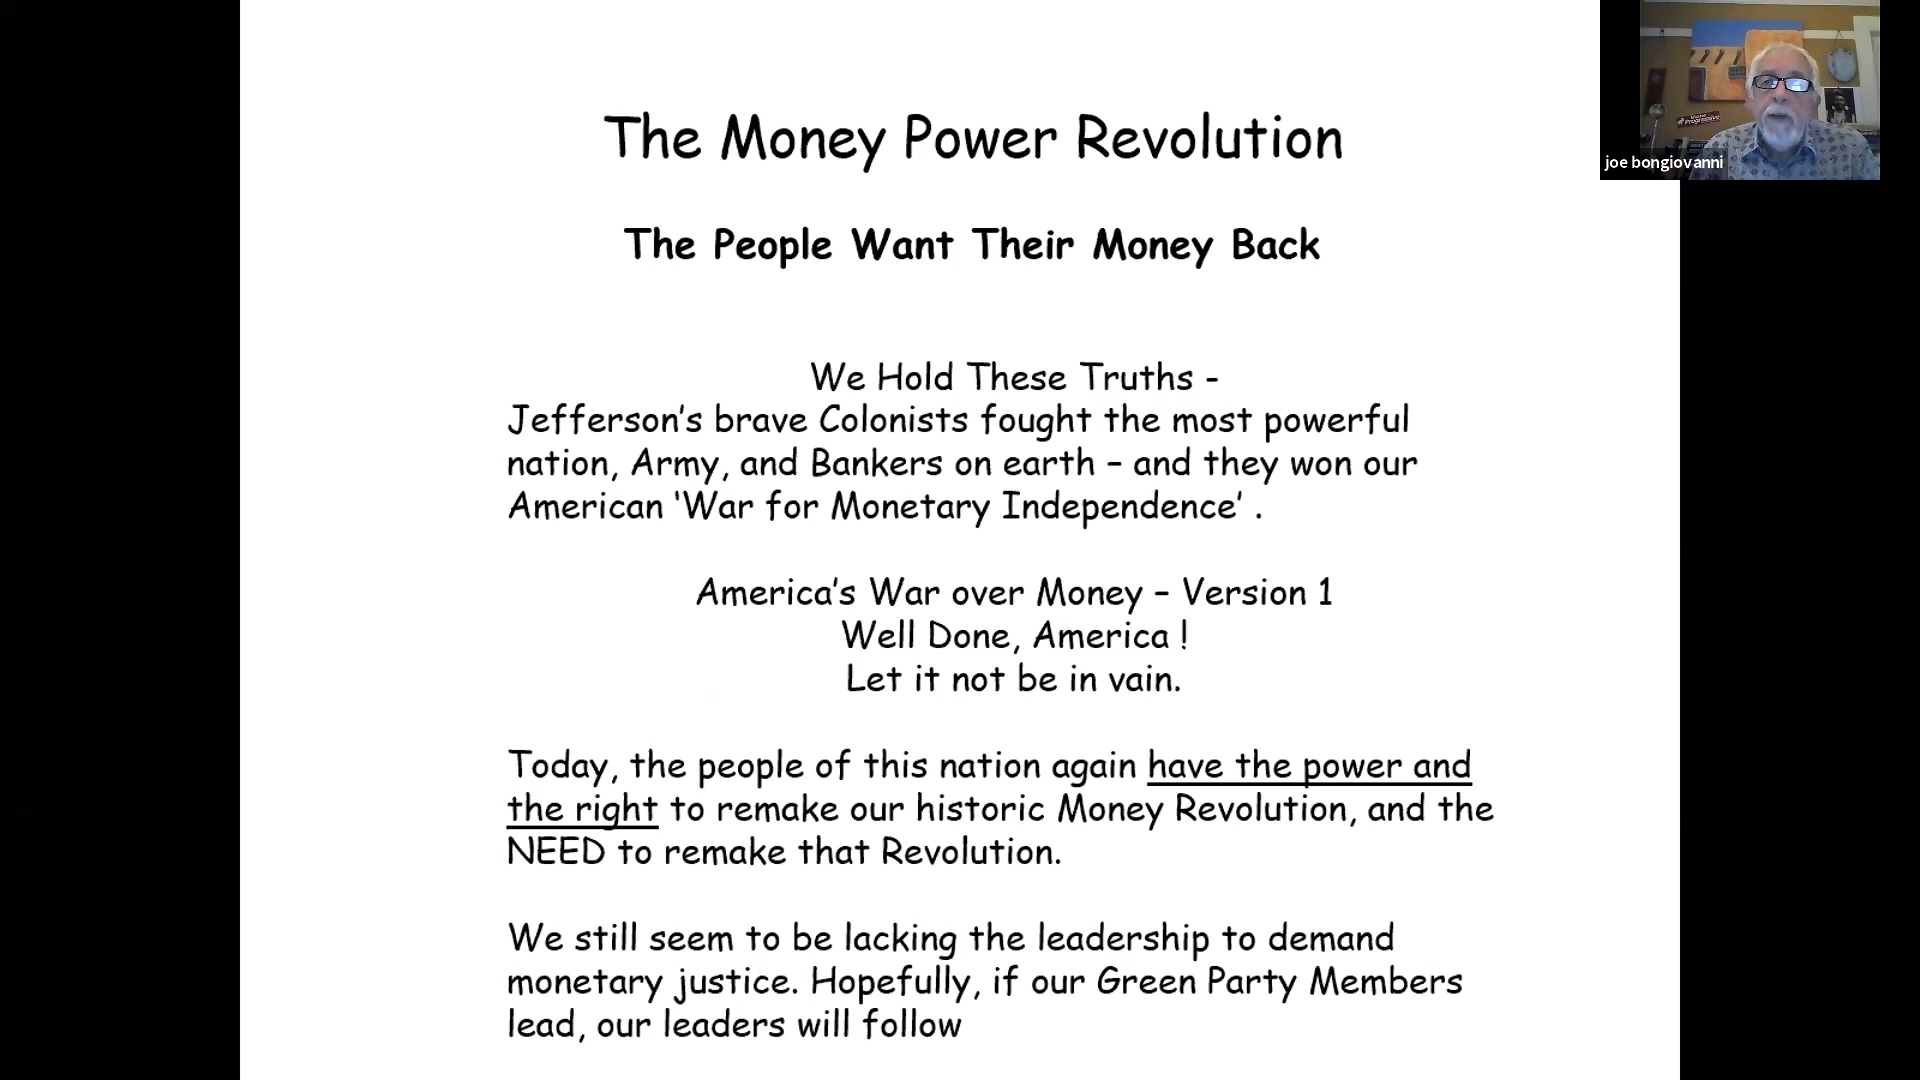 The Money Power Revolution
joe bongiovanni
The People Want Their Money Back
We Hold These Truths -
Jefferson’s brave Colonists fought the most powerful
nation, Army, and Bankers on earth – and they won our
American ‘War for Monetary Independence’ .
America’s War over Money – Version 1
Well Done, America !
Let it not be in vain.
Today, the people of this nation again have the power and
the right to remake our historic Money Revolution, and the
NEED to remake that Revolution.
We still seem to be lacking the leadership to demand
monetary justice. Hopefully, if our Green Party Members
lead, our leaders will follow